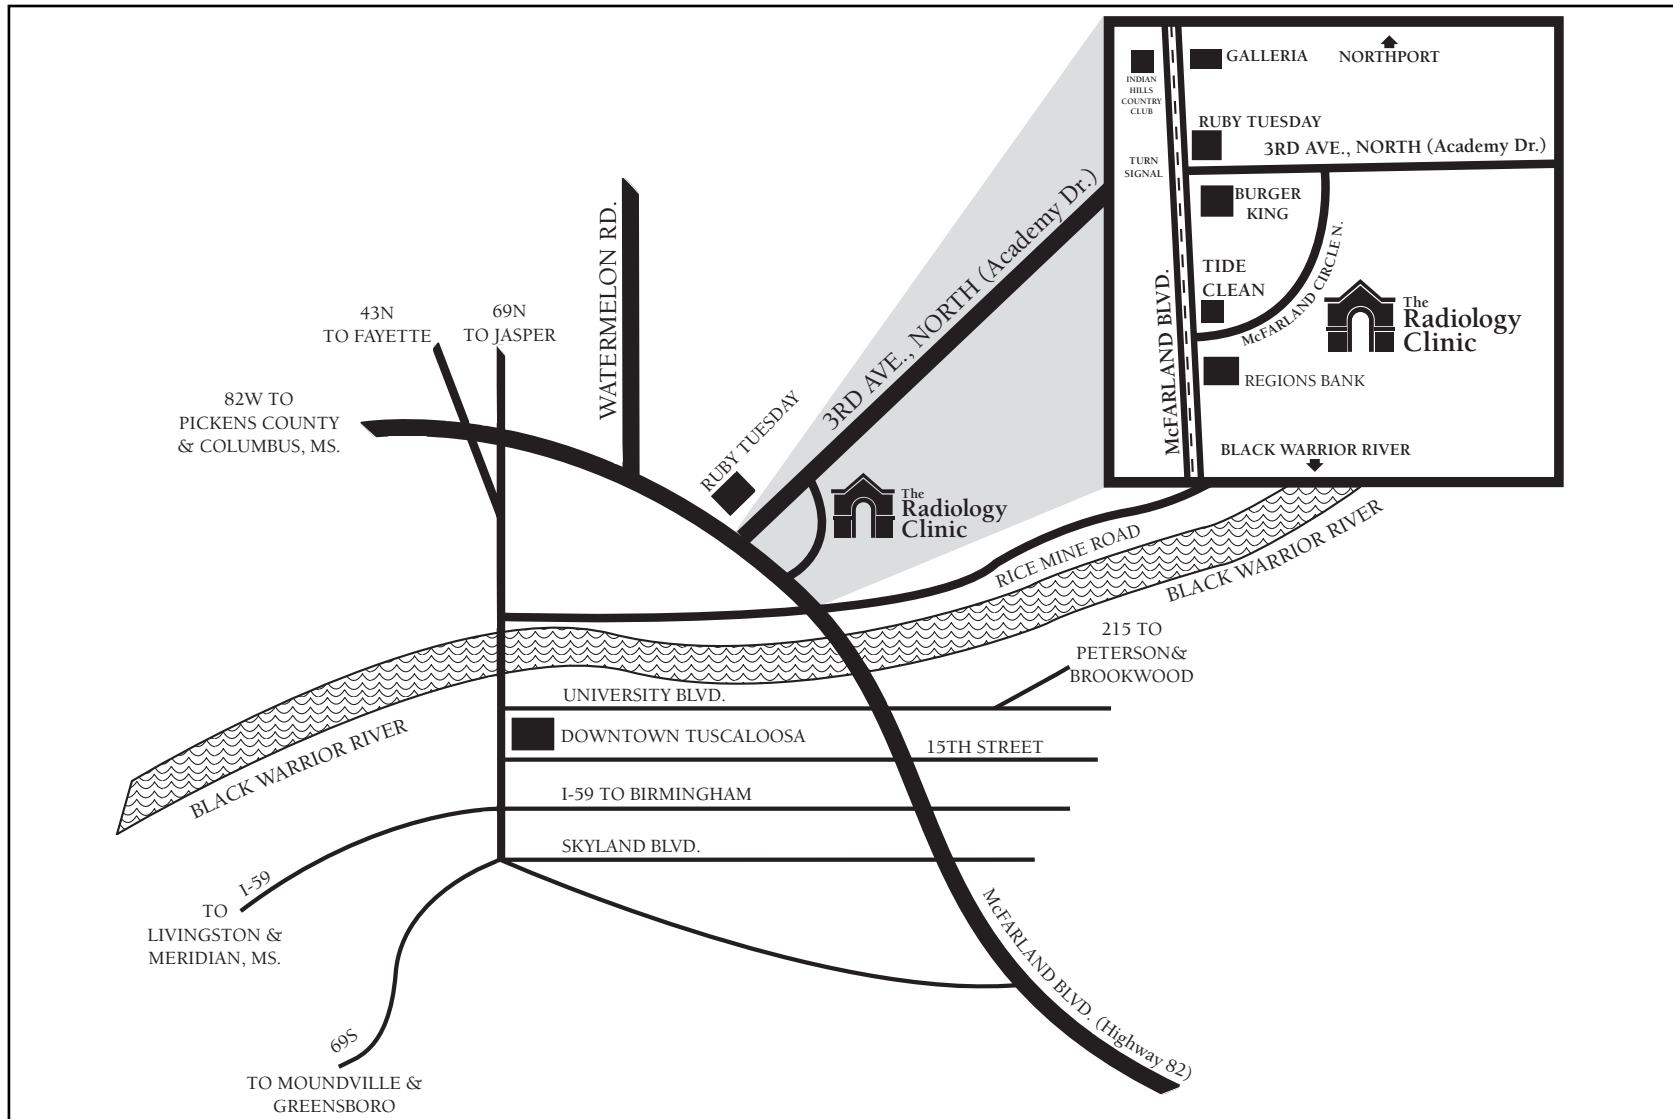 GALLERIA
NORTHPORT
INDIAN
HILLS
COUNTRY
CLUB
RUBY TUESDAY
3RD AVE., NORTH (Academy Dr.)
TURN
SIGNAL
BURGER
KING
McFARLAND CIRCLE N.
TIDE
CLEAN
McFARLAND BLVD.
The
Radiology
Clinic
REGIONS BANK
BLACK WARRIOR RIVER
WATERMELON RD.
3RD AVE., NORTH (Academy Dr.)
43N
TO FAYETTE
69N
TO JASPER
82W TO
PICKENS COUNTY
& COLUMBUS, MS.
RUBY TUESDAY
The
Radiology
Clinic
RICE MINE ROAD
BLACK WARRIOR RIVER
215 TO
PETERSON&
BROOKWOOD
UNIVERSITY BLVD.
DOWNTOWN TUSCALOOSA
15TH STREET
BLACK WARRIOR RIVER
I-59 TO BIRMINGHAM
SKYLAND BLVD.
I-59
TO
LIVINGSTON &
MERIDIAN, MS.
McFARLAND BLVD. (Highway 82)
69S
TO MOUNDVILLE &
GREENSBORO